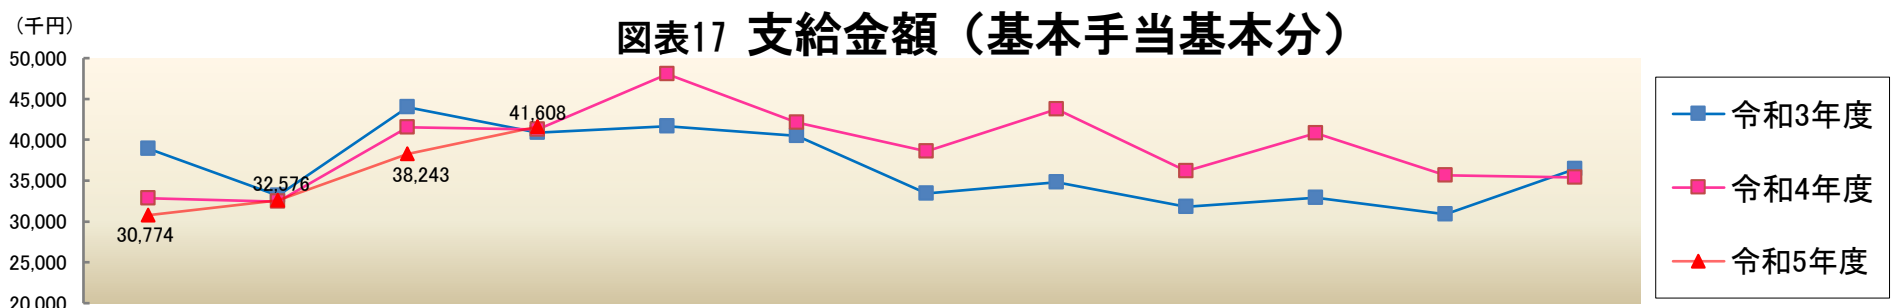 （千円）
図表17 支給金額（基本手当基本分）
50,000
45,000
40,000
35,000
30,000
25,000
20,000
30,774
32,576
38,243
41,608
令和3年度
令和4年度
令和5年度